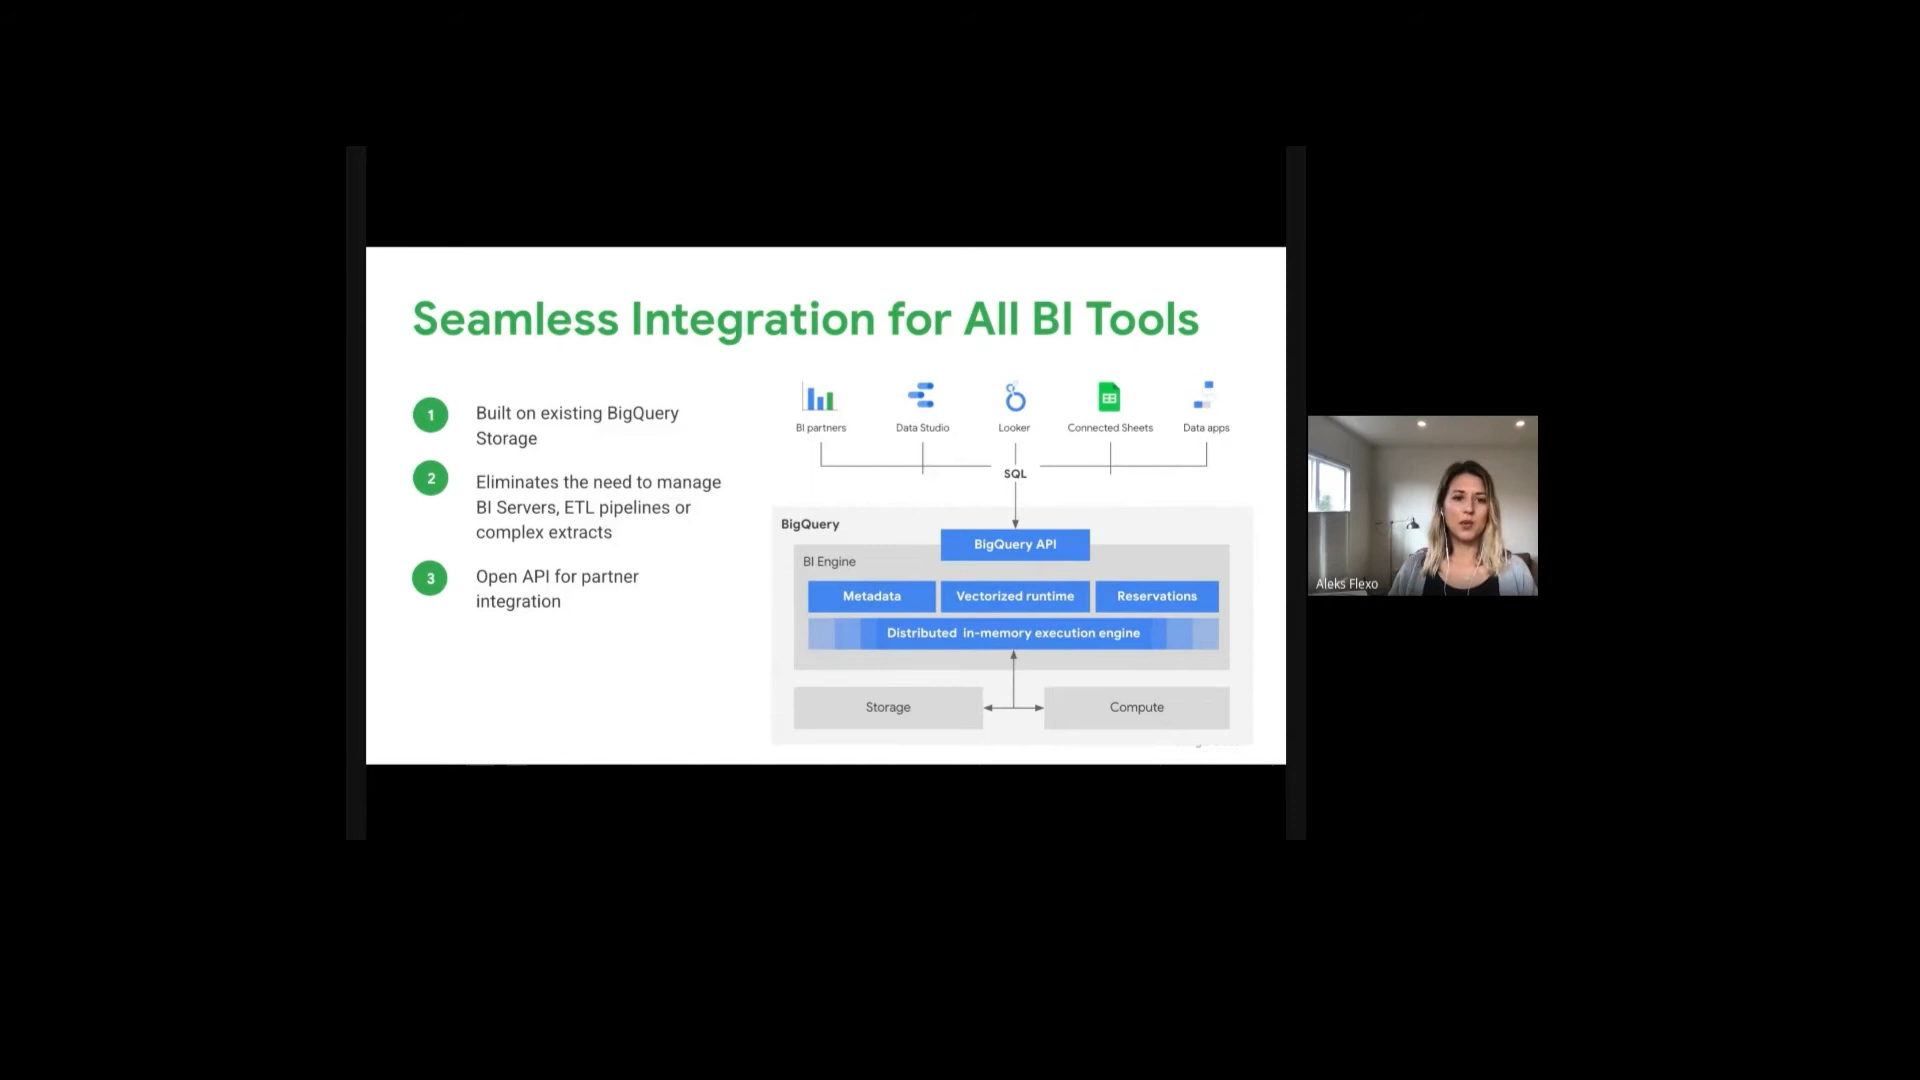 Seamless Integration for All BI Tools
1
Built on existing BigQuery
Storage
2
Eliminates the need to manage
BI Servers, ETL pipelines or
complex extracts
3
Open API for partner
integration
BI partners
Data Studio
Looker
Connected Sheets
Data apps
SQL
BigQuery
BigQuery API
BI Engine
Metadata
Vectorized runtime
Reservations
Distributed in-memory execution engine
Storage
Compute
Aleks Flexo